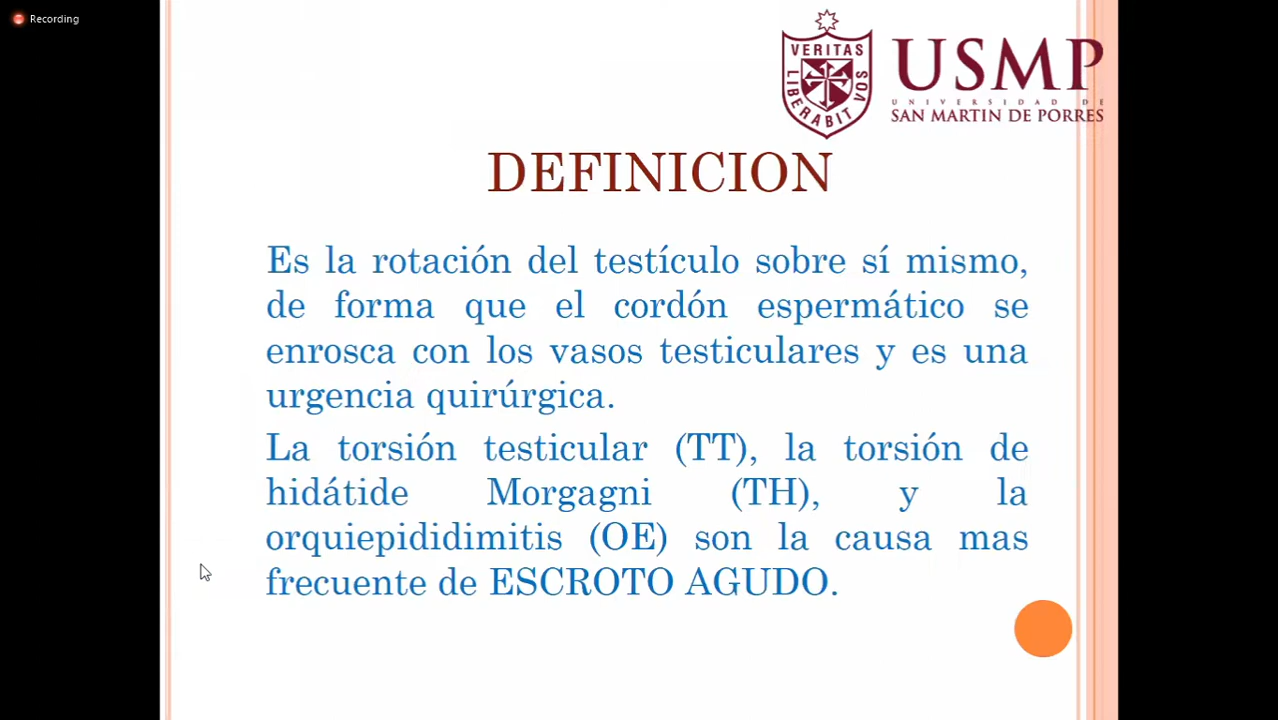 Recording
VERITAS
LIBERABIT VOS
USMP
UNIVERSIDAD DE
SAN MARTIN DE PORRES
DEFINICION
Es la rotación del testículo sobre sí mismo,
de forma que el cordón espermático se
enrosca con los vasos testiculares y es una
urgencia quirúrgica.
La torsión testicular (TT), la torsión de
hidátide Morgagni (TH), y la
orquiepididimitis (OE) son la causa mas
frecuente de ESCROTO AGUDO.